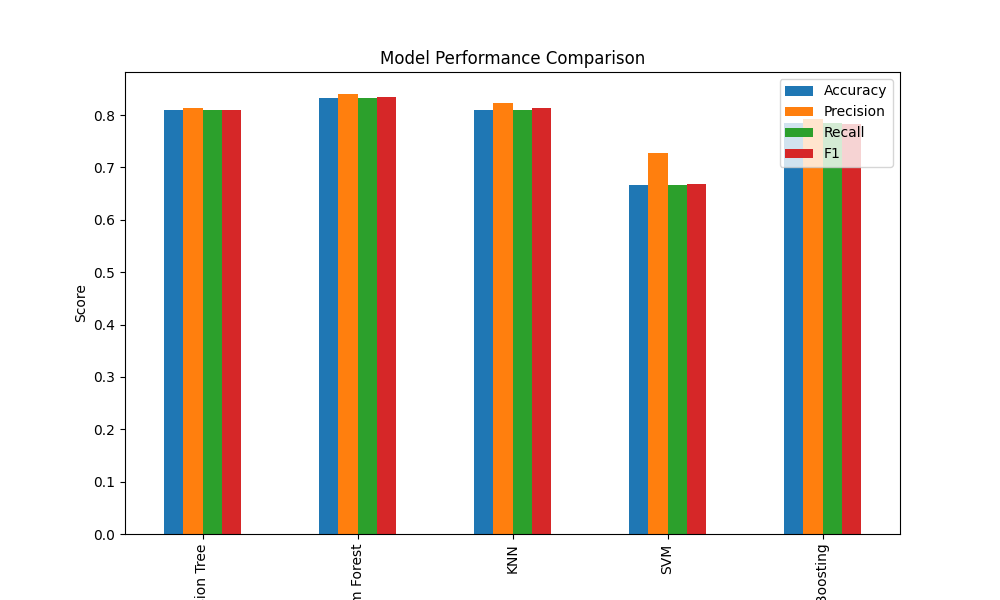 Model Performance Comparison
Accuracy
Precision
Recall
F1
Score
0.8
0.7
0.6
0.5
0.4
0.3
0.2
0.1
0.0
ion Tree
m Forest
KNN
SVM
Boosting